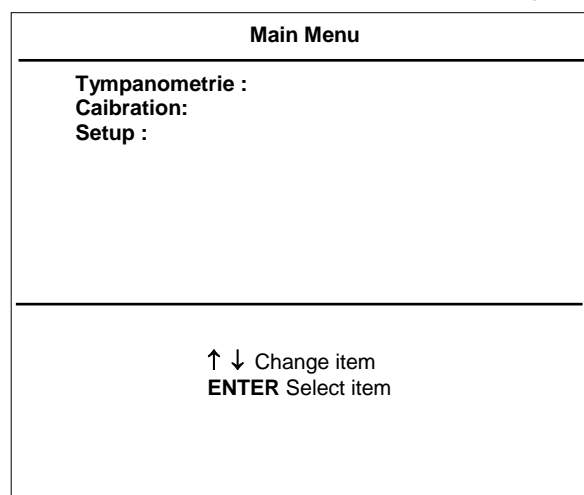 Main Menu
Tympanometrie :
Caibration:
Setup :
↑ ↓ Change item
ENTER Select item